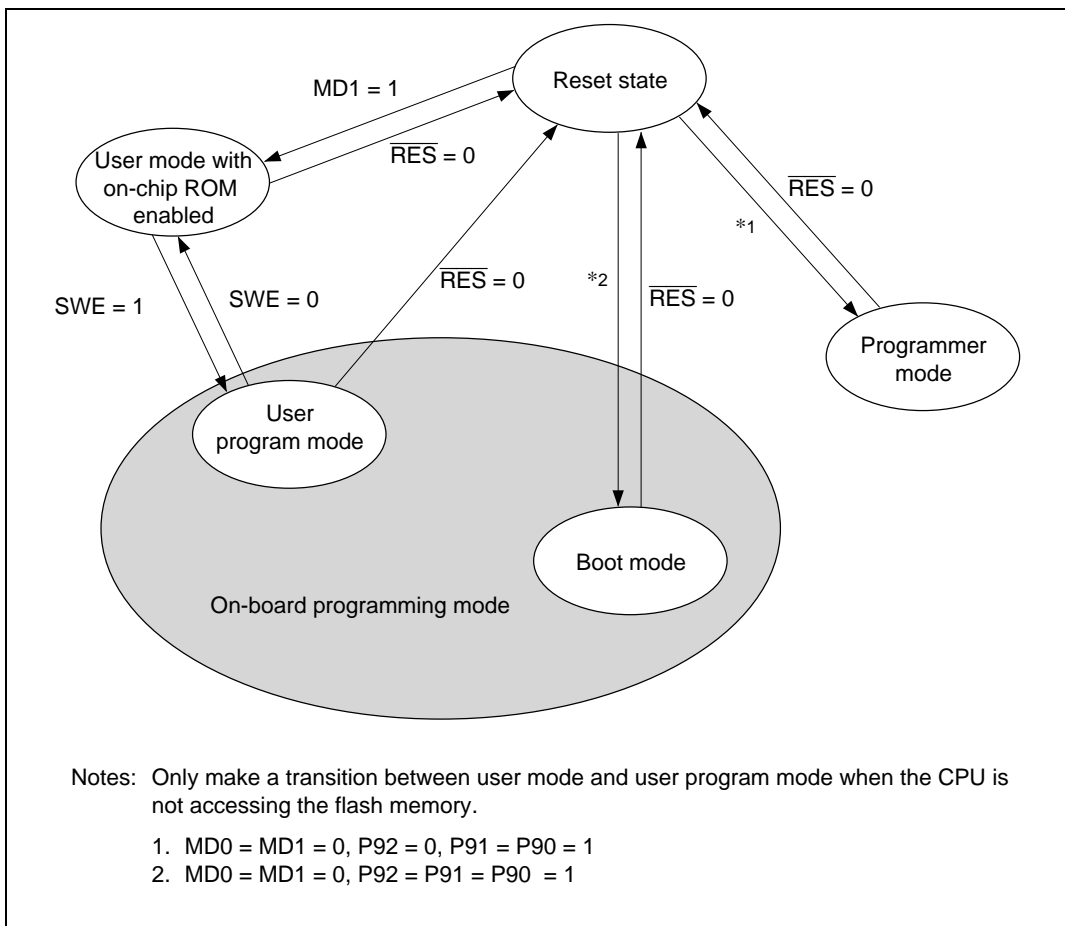 Reset state
MD1 = 1
RES = 0
User mode with
on-chip ROM
enabled
RES = 0
*1
RES = 0
*2
RES = 0
SWE = 1
SWE = 0
Programmer
mode
User
program mode
Boot mode
On-board programming mode
Notes: Only make a transition between user mode and user program mode when the CPU is
not accessing the flash memory.
1. MD0 = MD1 = 0, P92 = 0, P91 = P90 = 1
2. MD0 = MD1 = 0, P92 = P91 = P90 = 1